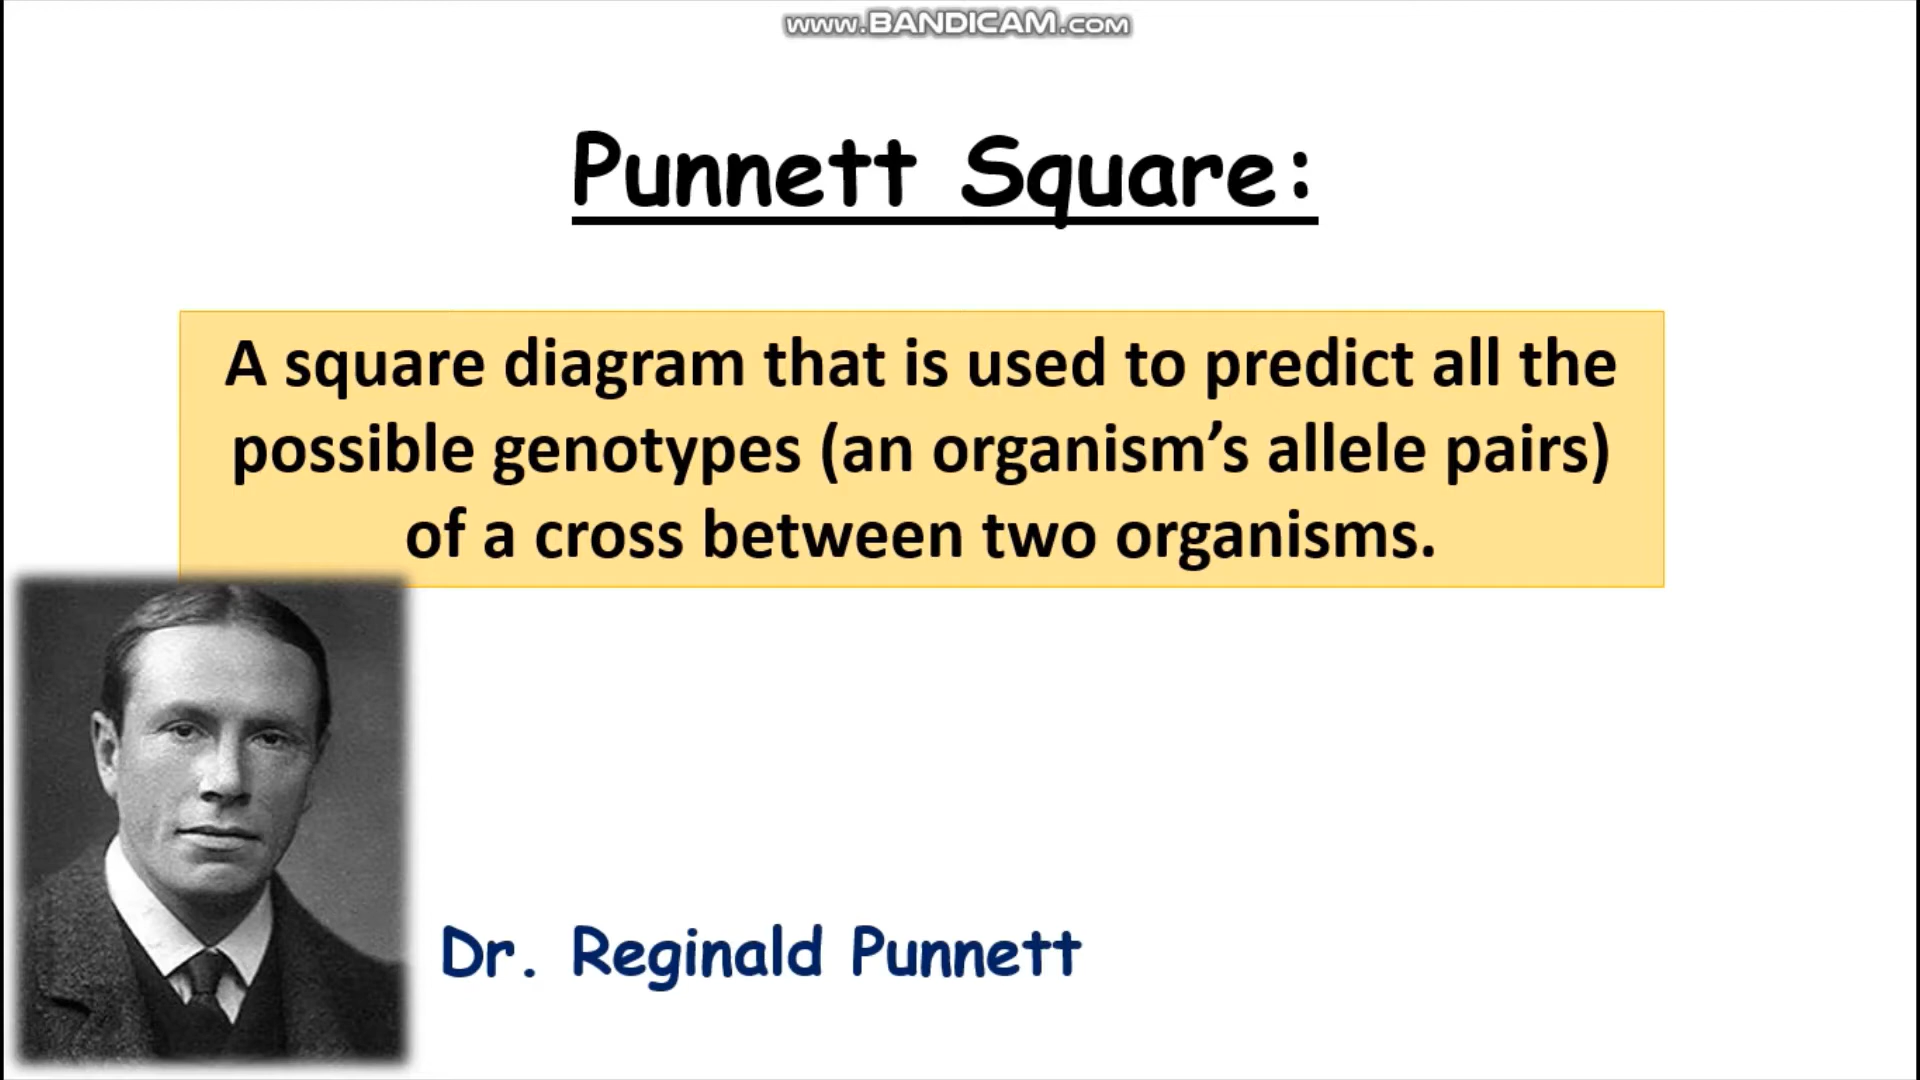 www.BANDICAM.com
Punnett Square:
A square diagram that is used to predict all the
possible genotypes (an organism’s allele pairs)
of a cross between two organisms.
Dr. Reginald Punnett